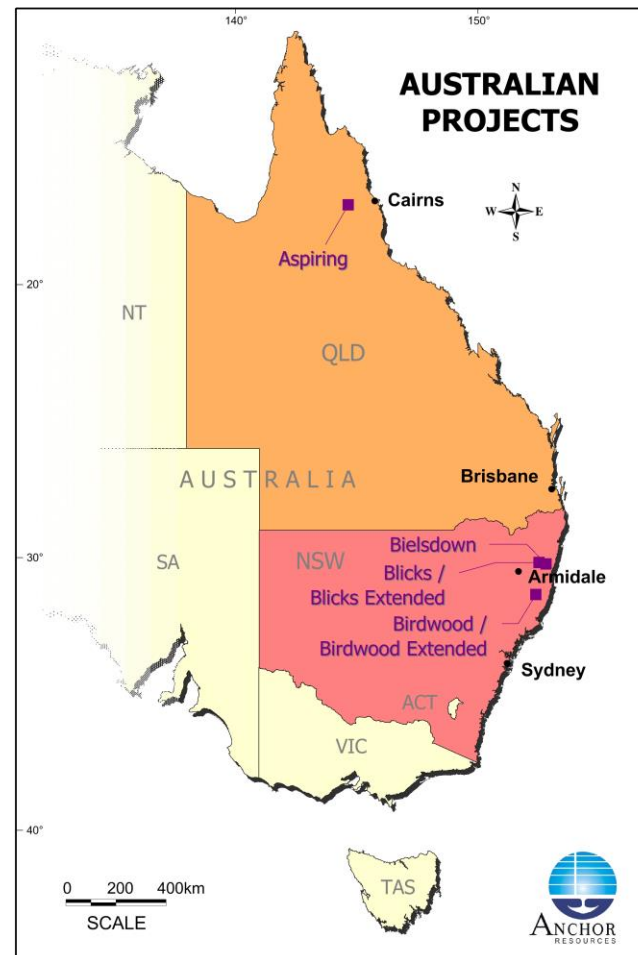 140°
150°
AUSTRALIAN
PROJECTS
Cairns
N
W E
S
Aspiring
20°
NT
QLD
Brisbane
AUSTRALIA
Bielsdown
30°
SA
NSW
Blicks /
Armidale
Blicks Extended
Birdwood /
Birdwood Extended
Sydney
ACT
VIC
40°
TAS
0 200 400km
SCALE
ANCHOR
RESOURCES